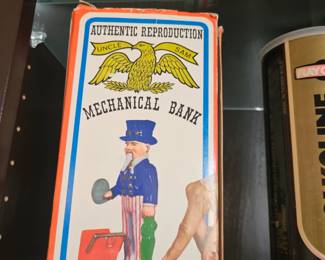 AUTHENTIC REPRODUCTION
UNCLE SAM
MECHANICAL BANK